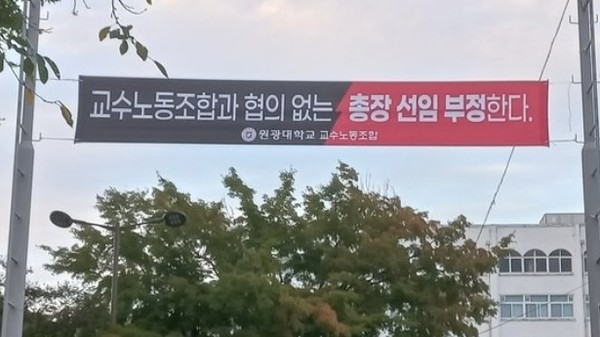 교수노동조합과 협의 없는 총장 선임 부정한다.
원광대학교 교수노동조합